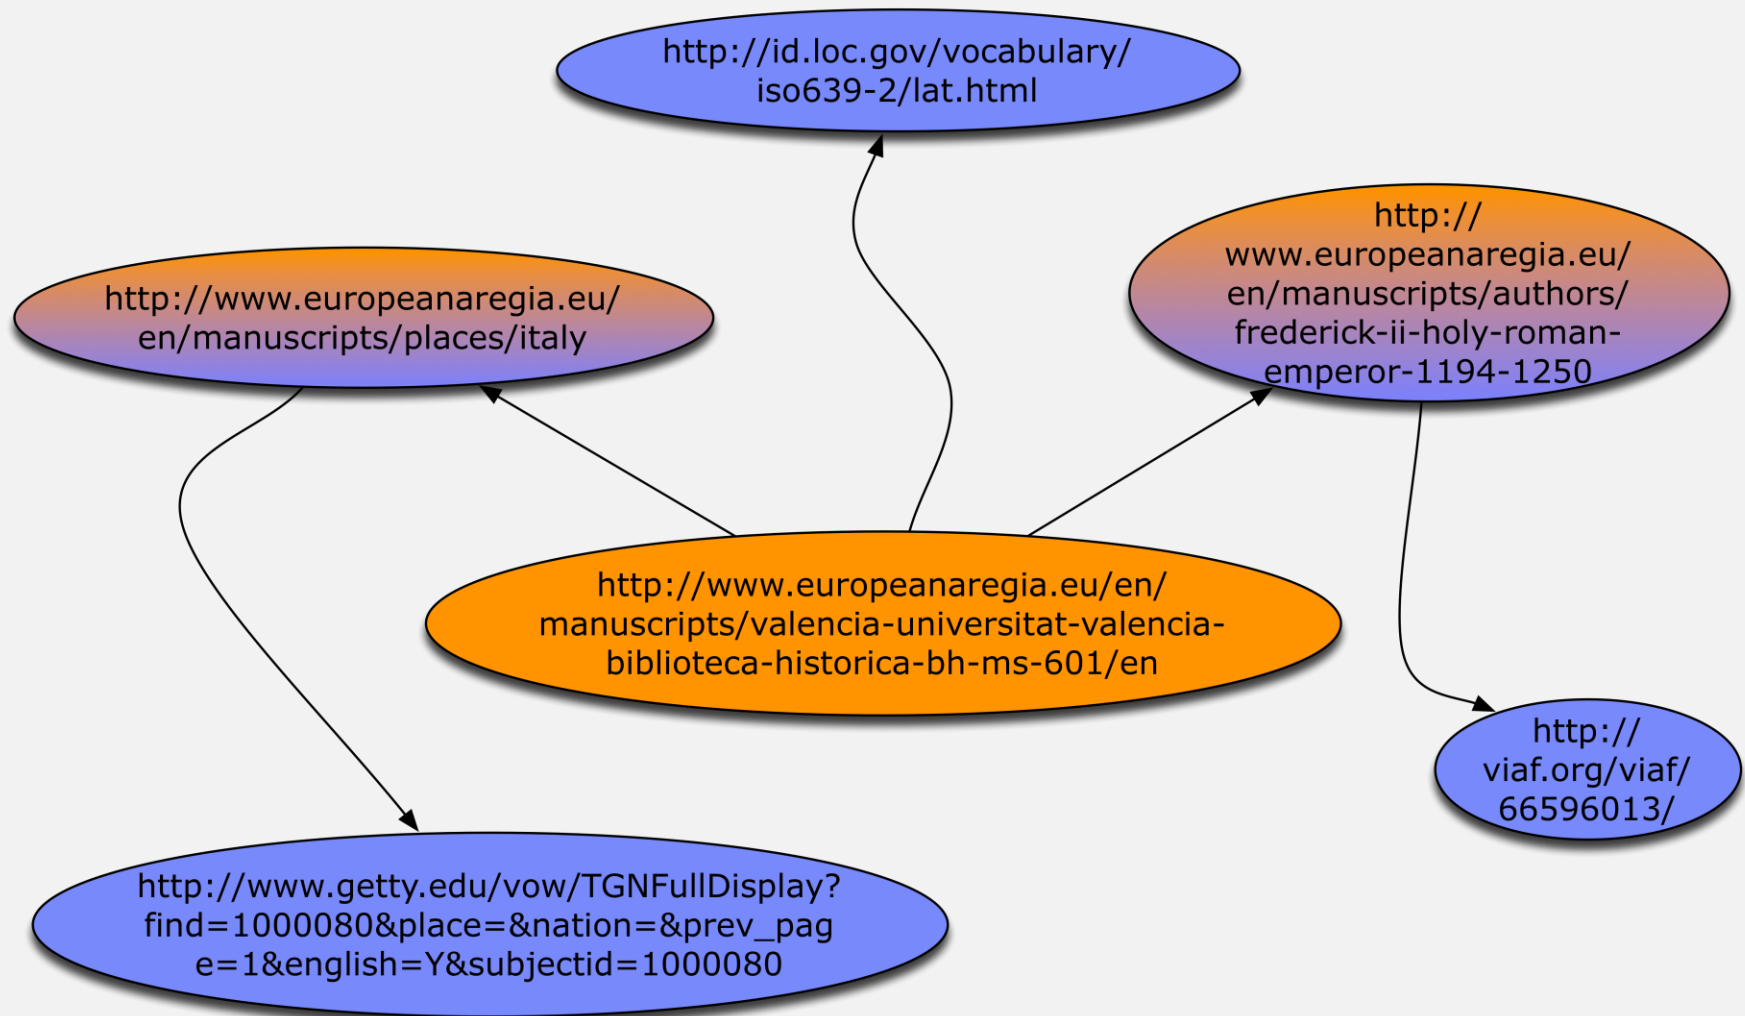 http://id.loc.gov/vocabulary/
iso639-2/lat.html
http://
www.europeanaregia.eu/
en/manuscripts/authors/
frederick-ii-holy-roman-
emperor-1194-1250
http://www.europeanaregia.eu/
en/manuscripts/places/italy
http://www.europeanaregia.eu/en/
manuscripts/valencia-universitat-valencia-
biblioteca-historica-bh-ms-601/en
http://
viaf.org/viaf/
66596013/
http://www.getty.edu/vow/TGNFullDisplay?
find=1000080&place=&nation=&prev_pag
e=1&english=Y&subjectid=1000080